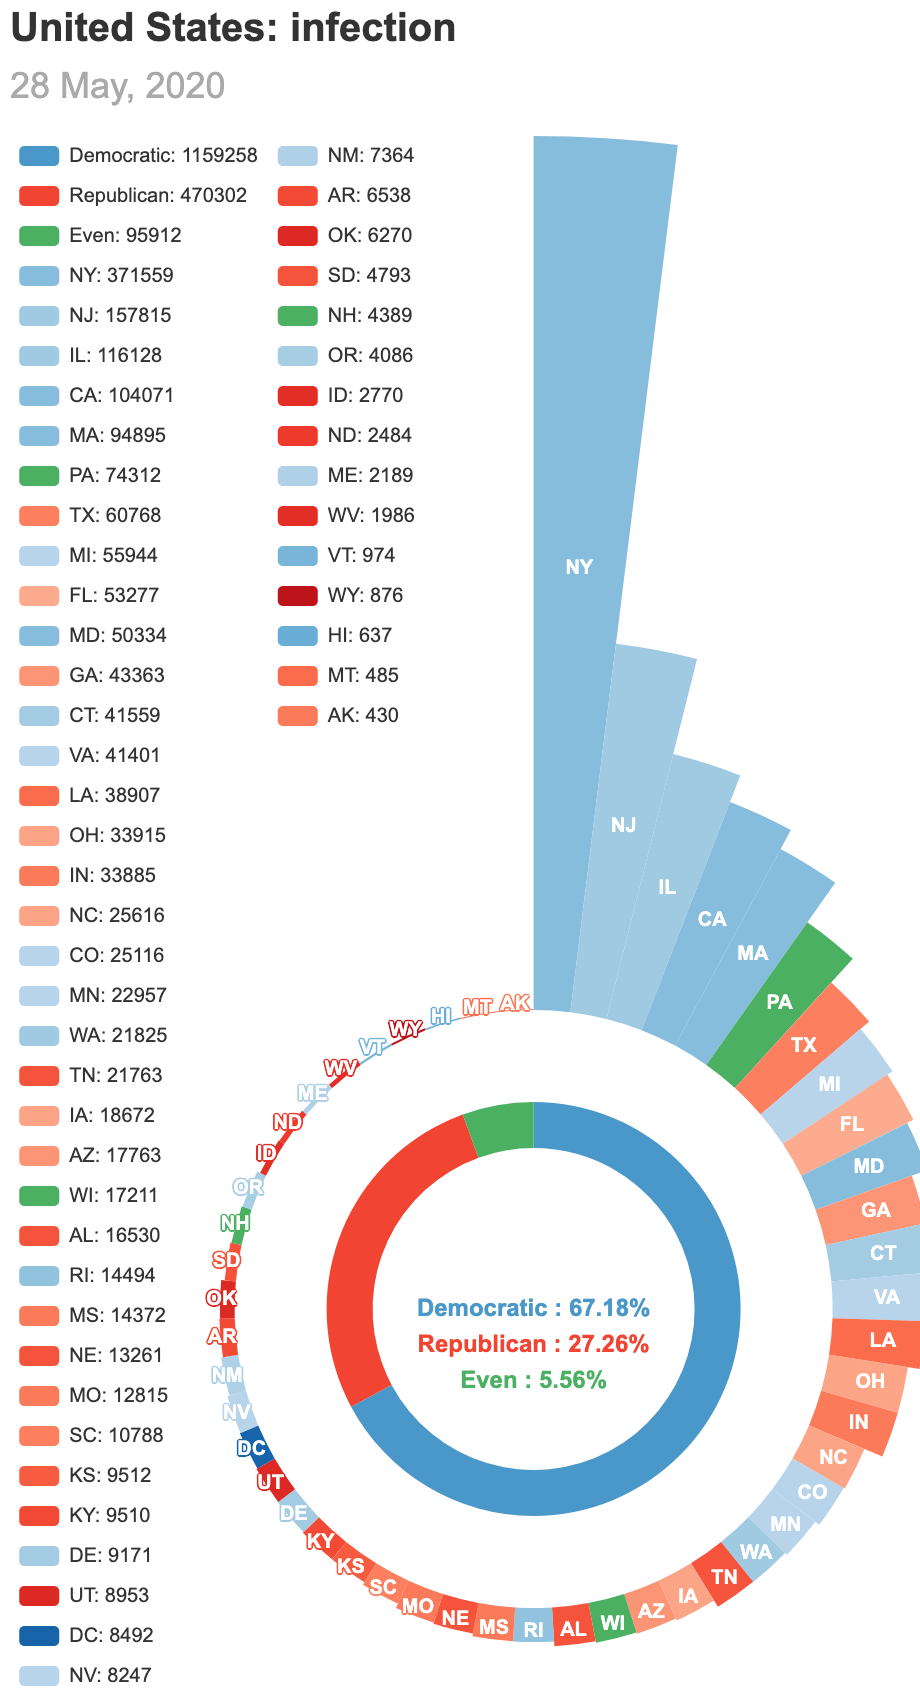 United States: infection
28 May, 2020
Democratic: 1159258
Republican: 470302
Even: 95912
NY: 371559
NJ: 157815
IL: 116128
CA: 104071
MA: 94895
PA: 74312
TX: 60768
MI: 55944
FL: 53277
MD: 50334
GA: 43363
CT: 41559
VA: 41401
LA: 38907
OH: 33915
IN: 33885
NC: 25616
CO: 25116
MN: 22957
WA: 21825
TN: 21763
IA: 18672
AZ: 17763
WI: 17211
AL: 16530
RI: 14494
MS: 14372
NE: 13261
MO: 12815
SC: 10788
KS: 9512
KY: 9510
DE: 9171
UT: 8953
DC: 8492
NV: 8247
NM: 7364
AR: 6538
OK: 6270
SD: 4793
NH: 4389
OR: 4086
ID: 2770
ND: 2484
ME: 2189
WV: 1986
VT: 974
WY: 876
HI: 637
MT: 485
AK: 430
NY
NJ
IL
CA
MA
PA
TX
MI
FL
MD
GA
CT
VA
LA
OH
IN
NC
CO
MN
WA
TN
IA
AZ
WI
AL
RI
MS
NE
MO
SC
KS
KY
DE
UT
DC
NV
NM
AR
OK
SD
NH
OR
ID
ND
ME
WV
VT
WY
HI
MT
AK
Democratic : 67.18%
Republican : 27.26%
Even : 5.56%